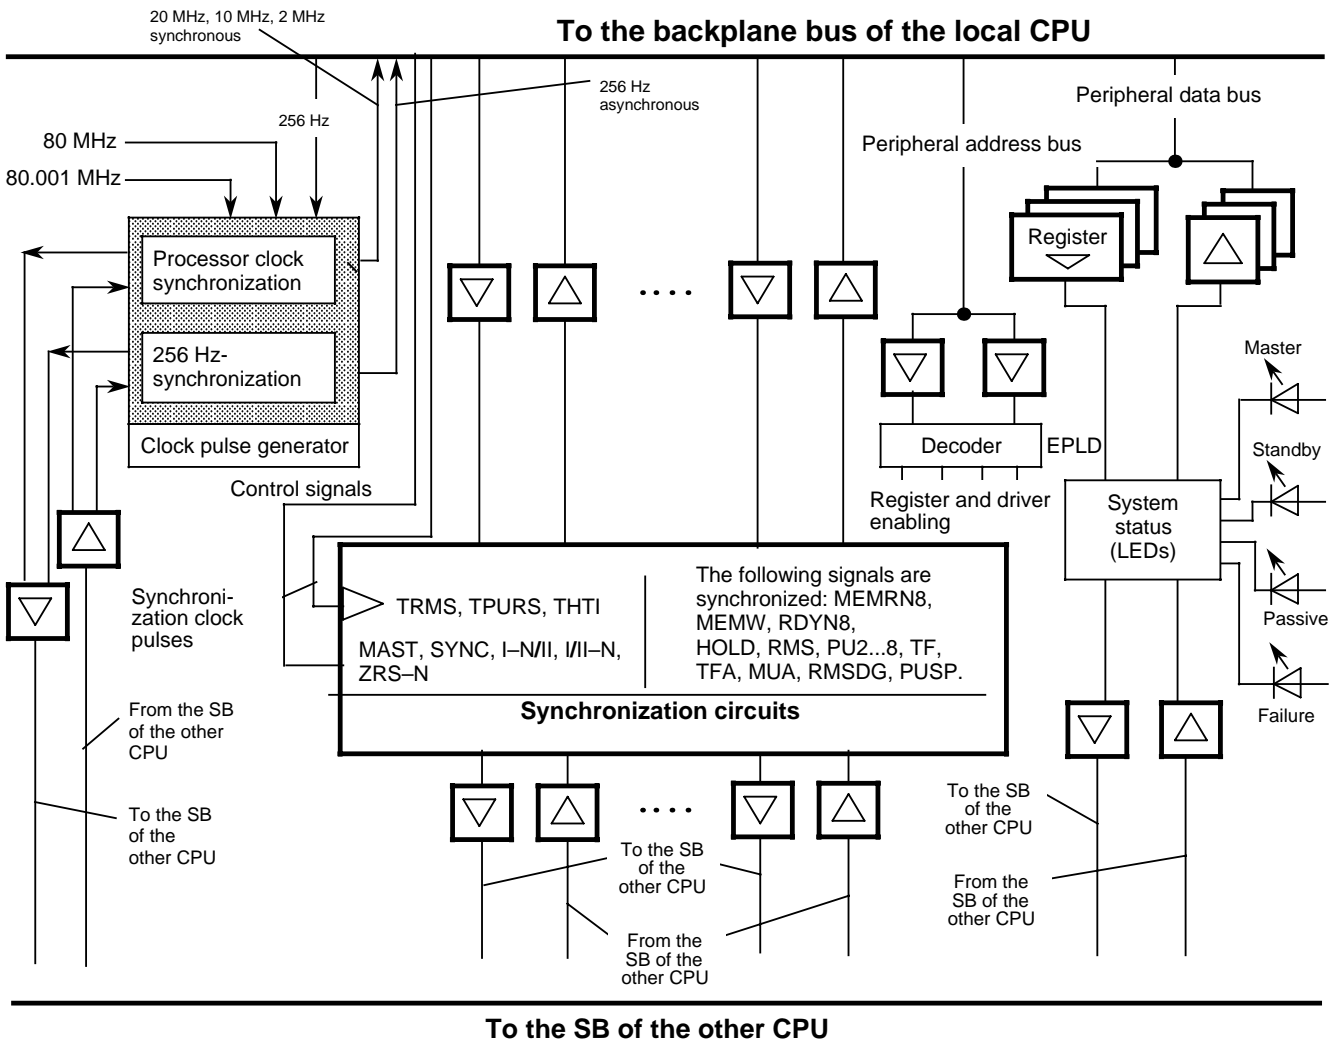 20 MHz, 10 MHz, 2 MHz
synchronous
To the backplane bus of the local CPU
256 Hz
asynchronous
Peripheral data bus
256 Hz
80 MHz
Peripheral address bus
80.001 MHz
Processor clock
synchronization
Register
256 Hz-
synchronization
Master
Clock pulse generator
Decoder
EPLD
Standby
Control signals
Register and driver
enabling
System
status
(LEDs)
Synchroni-
zation clock
pulses
TRMS, TPURS, THTI
MAST, SYNC, I–N/II, I/II–N,
ZRS–N
The following signals are
synchronized: MEMRN8,
MEMW, RDYN8,
HOLD, RMS, PU2...8, TF,
TFA, MUA, RMSDG, PUSP.
Passive
Synchronization circuits
Failure
From the SB
of the other
CPU
To the SB
of the
other CPU
To the SB
of the
other CPU
From the
SB of the
other CPU
To the SB
of the
other CPU
From the
SB of the
other CPU
To the SB of the other CPU